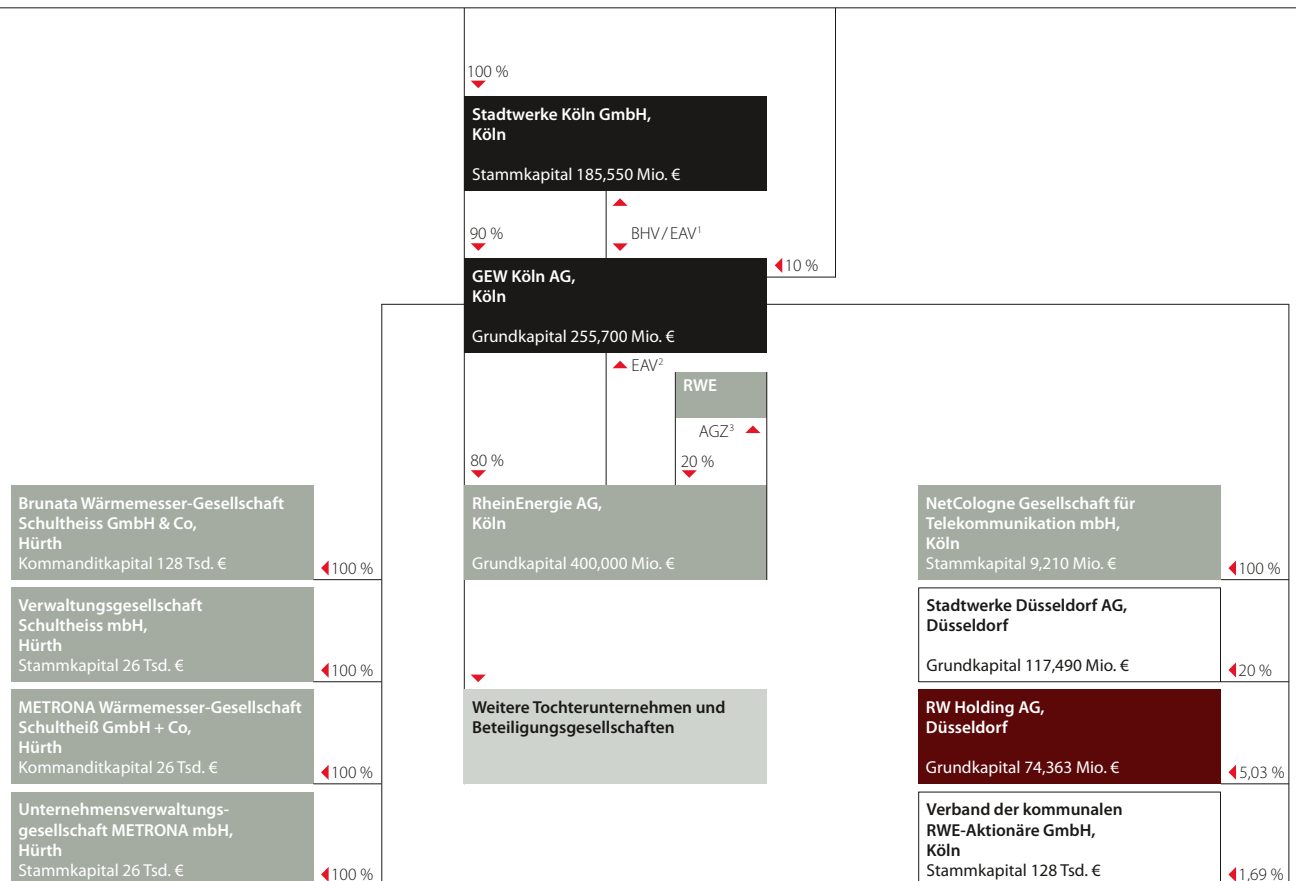 100 %
Stadtwerke Köln GmbH,
Köln
Stammkapital 185,550 Mio. €
90 %
BHV/EAV¹
10 %
GEW Köln AG,
Köln
Grundkapital 255,700 Mio. €
EAV²
RWE
AGZ³
80 %
20 %
RheinEnergie AG,
Köln
Grundkapital 400,000 Mio. €
Weitere Tochterunternehmen und
Beteiligungsgesellschaften
Brunata Wärmemesser-Gesellschaft
Schultheiss GmbH & Co,
Hürth
Kommanditkapital 128 Tsd. €
100 %
Verwaltungsgesellschaft
Schultheiss mbH,
Hürth
Stammkapital 26 Tsd. €
100 %
METRONA Wärmemesser-Gesellschaft
Schultheiß GmbH + Co,
Hürth
Kommanditkapital 26 Tsd. €
100 %
Unternehmensverwaltungs-
gesellschaft METRONA mbH,
Hürth
Stammkapital 26 Tsd. €
100 %
NetCologne Gesellschaft für
Telekommunikation mbH,
Köln
Stammkapital 9,210 Mio. €
100 %
Stadtwerke Düsseldorf AG,
Düsseldorf
Grundkapital 117,490 Mio. €
20 %
RW Holding AG,
Düsseldorf
Grundkapital 74,363 Mio. €
5,03 %
Verband der kommunalen
RWE-Aktionäre GmbH,
Köln
Stammkapital 128 Tsd. €
1,69 %